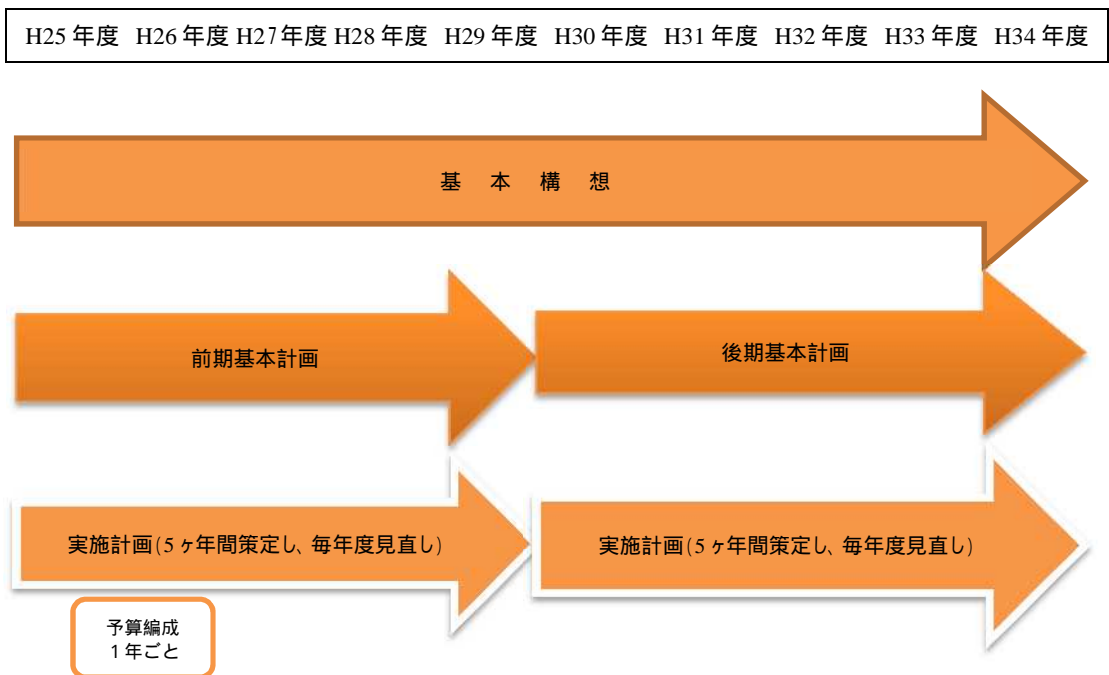 H25 年度 H26 年度 H27年度 H28 年度 H29 年度 H30 年度 H31 年度 H32 年度 H33 年度 H34 年度
基 本 構 想
前期基本計画 後期基本計画
実施計画(5ヶ年間策定し、毎年度見直し) 実施計画(5ヶ年間策定し、毎年度見直し)
予算編成
1年ごと